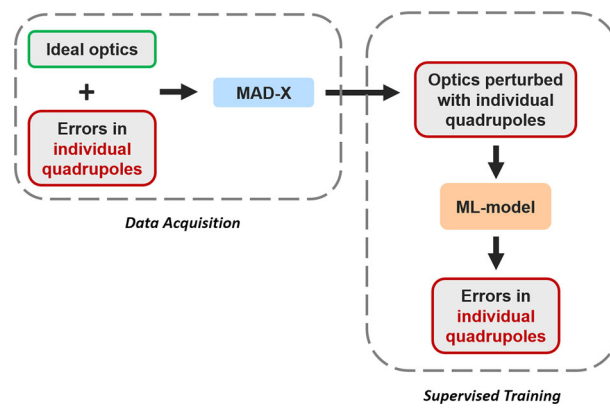 Ideal optics
+
Errors in
individual
quadrupoles
MAD-X
Data Acquisition
Optics perturbed
with individual
quadrupoles
ML-model
Errors in
individual
quadrupoles
Supervised Training